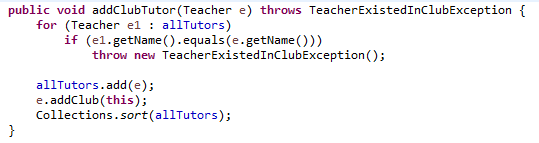 public void addClubTutor(Teacher e) throws TeacherExistedInClubException {
    for (Teacher e1 : allTutors)
        if (e1.getName().equals(e.getName()))
            throw new TeacherExistedInClubException();

    allTutors.add(e);
    e.addClub(this);
    Collections.sort(allTutors);
}